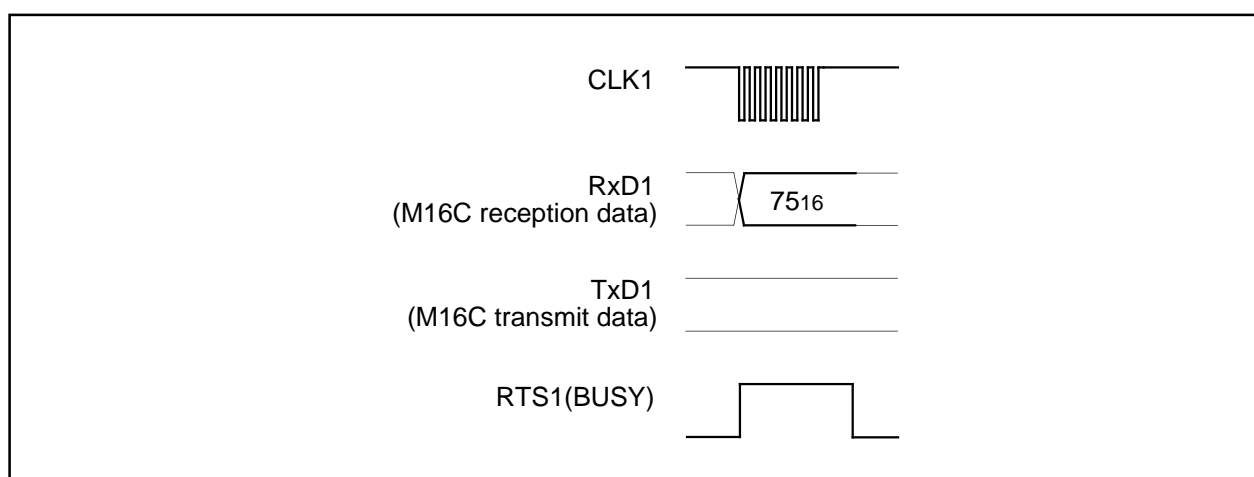 CLK1
RxD1
(M16C reception data)
7516
TxD1
(M16C transmit data)
RTS1(BUSY)